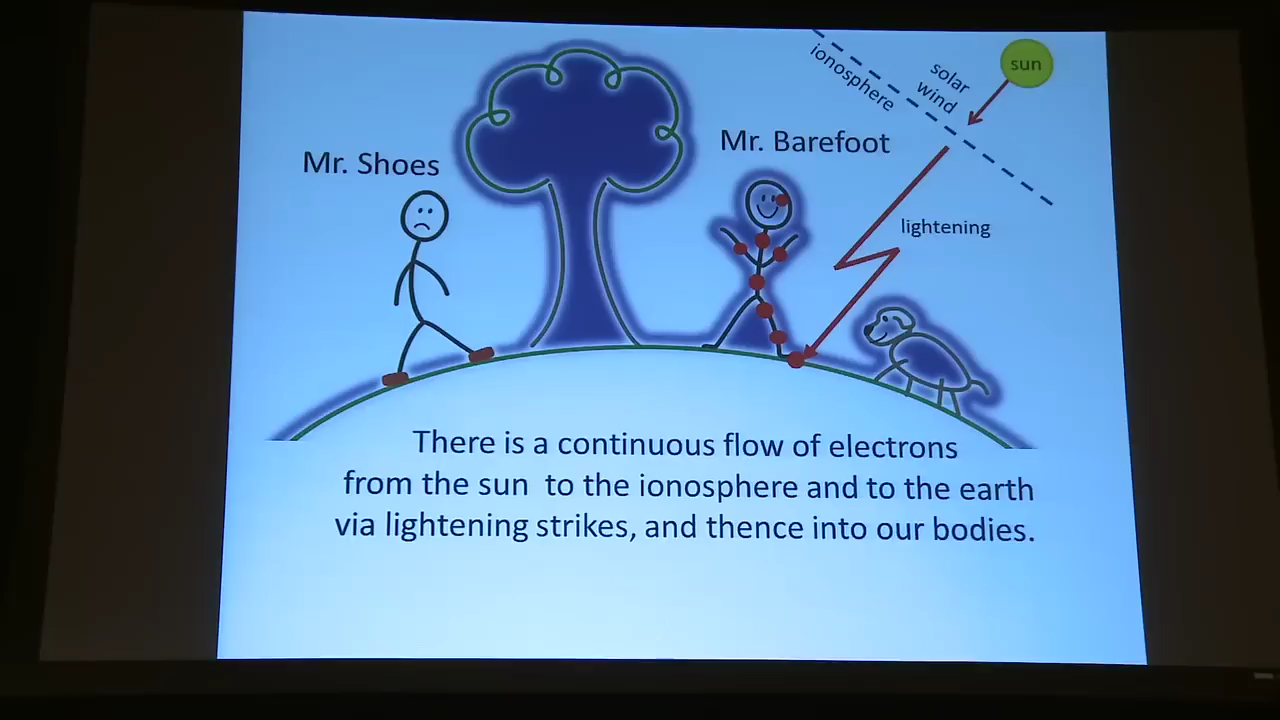 sun
solar
wind
ionosphere
Mr. Barefoot
Mr. Shoes
lightening
There is a continuous flow of electrons
from the sun to the ionosphere and to the earth
via lightening strikes, and thence into our bodies.